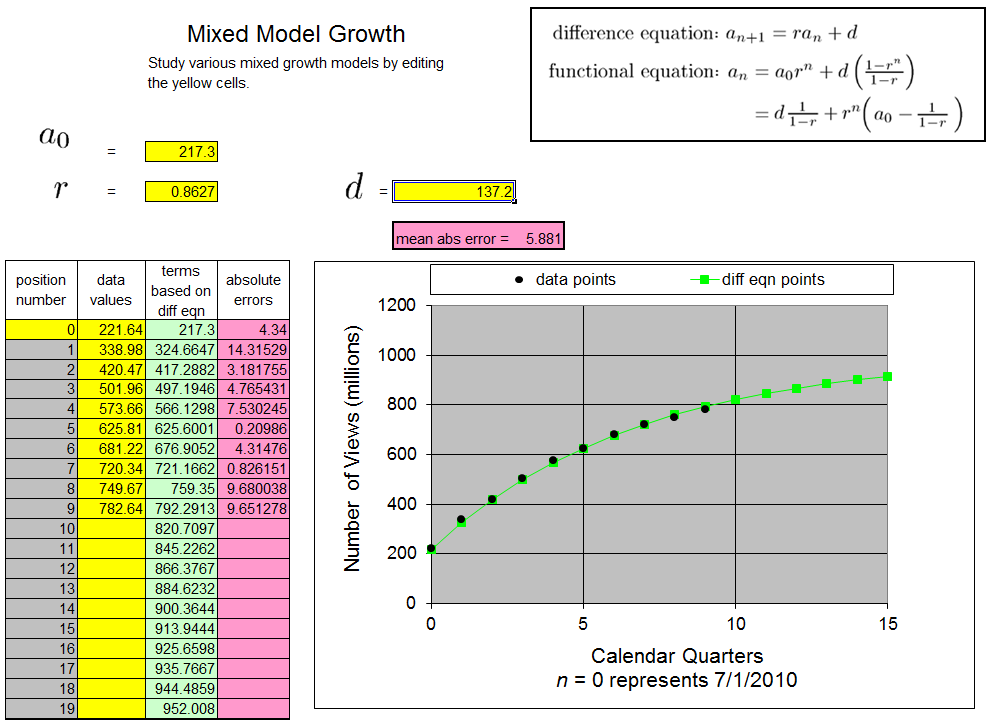 Mixed Model Growth
Study various mixed growth models by editing
the yellow cells.
difference equation: aₙ₊₁ = raₙ + d
functional equation: aₙ = a₀rⁿ + d((1−rⁿ)/(1−r))
= d 1/(1−r) + rⁿ(a₀ − 1/(1−r))
a₀ = 217.3
r = 0.8627
d = 137.2
mean abs error = 5.881
position number | data values | terms based on diff eqn | absolute errors
0 221.64 217.3 4.34
1 338.98 324.6647 14.31529
2 420.47 417.2882 3.181755
3 501.96 497.1946 4.765431
4 573.66 566.1298 7.530245
5 625.81 625.6001 0.20986
6 681.22 676.9052 4.31476
7 720.34 721.1662 0.826151
8 749.67 759.35 9.680038
9 782.64 792.2913 9.651278
10 820.7097
11 845.2262
12 866.3767
13 884.6232
14 900.3644
15 913.9444
16 925.6598
17 935.7667
18 944.4859
19 952.008
data points diff eqn points
Number of Views (millions)
1200
1000
800
600
400
200
0
0 5 10 15
Calendar Quarters
n = 0 represents 7/1/2010